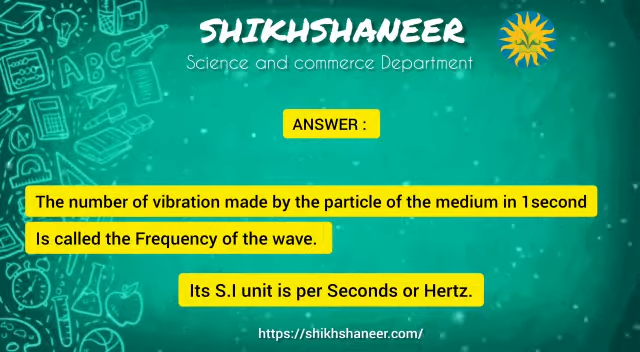 SHIKHSHANEER
Science and commerce Department
ANSWER :
The number of vibration made by the particle of the medium in 1second
Is called the Frequency of the wave.
Its S.I unit is per Seconds or Hertz.
https://shikhshaneer.com/
ABC